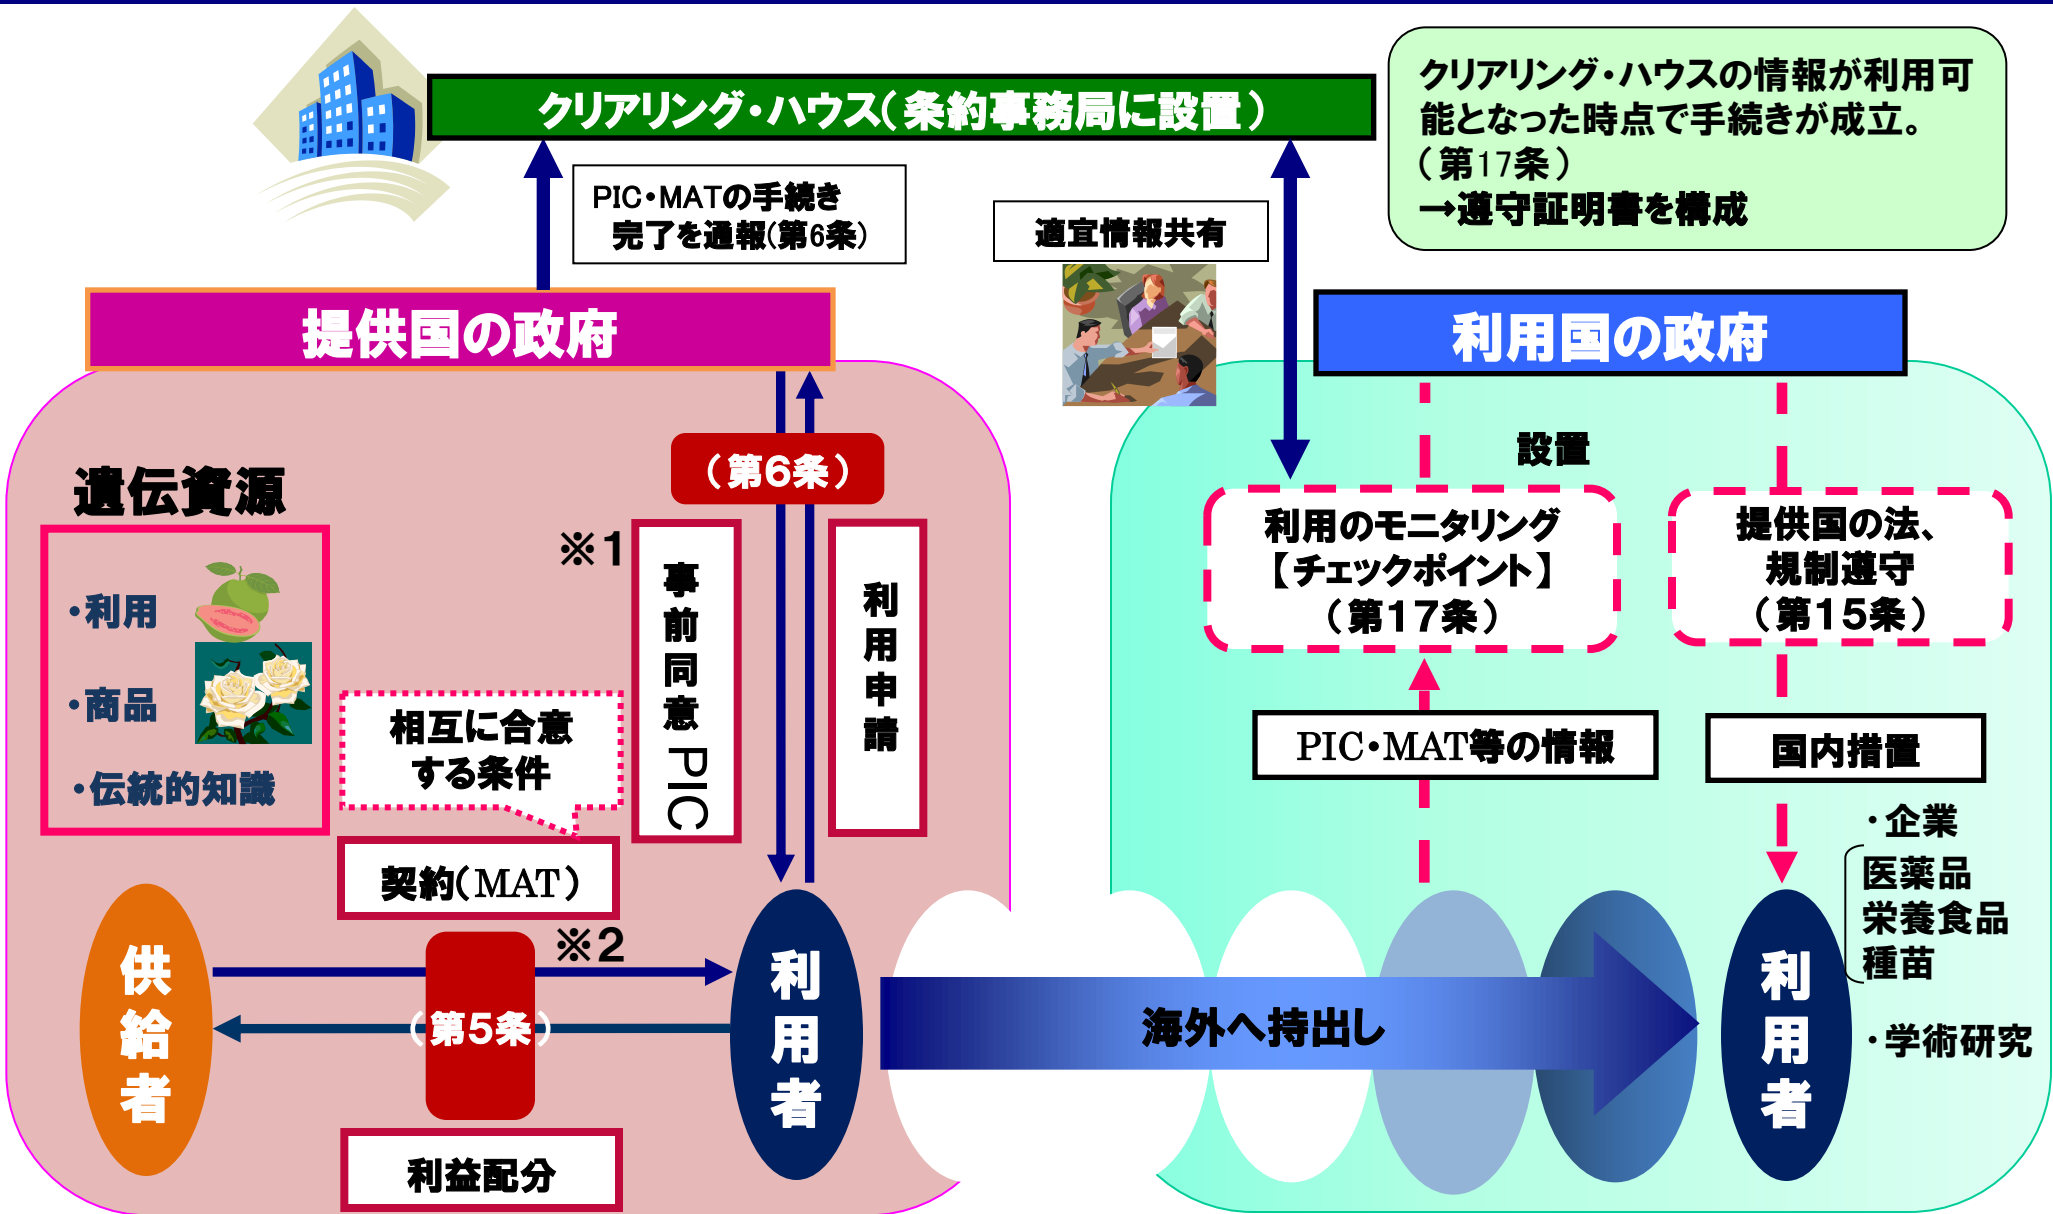 クリアリング・ハウス(条約事務局に設置)
クリアリング・ハウスの情報が利用可
能となった時点で手続きが成立。
(第17条)
→遵守証明書を構成
PIC・MATの手続き
完了を通報(第6条)
適宜情報共有
提供国の政府
利用国の政府
(第6条)
設置
遺伝資源
・利用
・商品
・伝統的知識
※1
事前同意 PIC
利用申請
相互に合意
する条件
契約(MAT)
※2
供給者
(第5条)
利用者
利益配分
利用のモニタリング
【チェックポイント】
(第17条)
提供国の法、
規制遵守
(第15条)
PIC・MAT等の情報
国内措置
海外へ持出し
利用者
・企業
医薬品
栄養食品
種苗
・学術研究